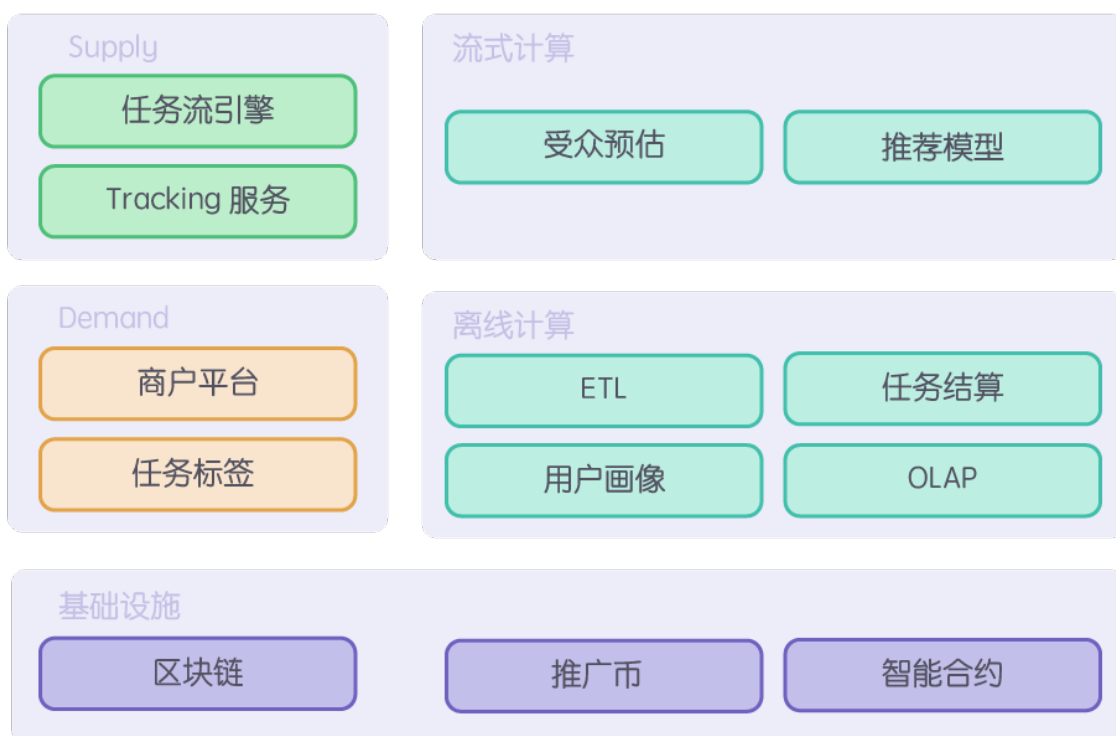 Supply
任务流引擎
Tracking 服务
流式计算
受众预估
推荐模型
Demand
商户平台
任务标签
离线计算
ETL
任务结算
用户画像
OLAP
基础设施
区块链
推广币
智能合约